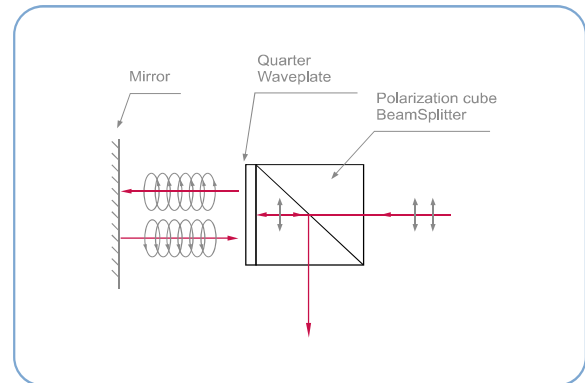 Mirror
Quarter
Waveplate
Polarization cube
BeamSplitter